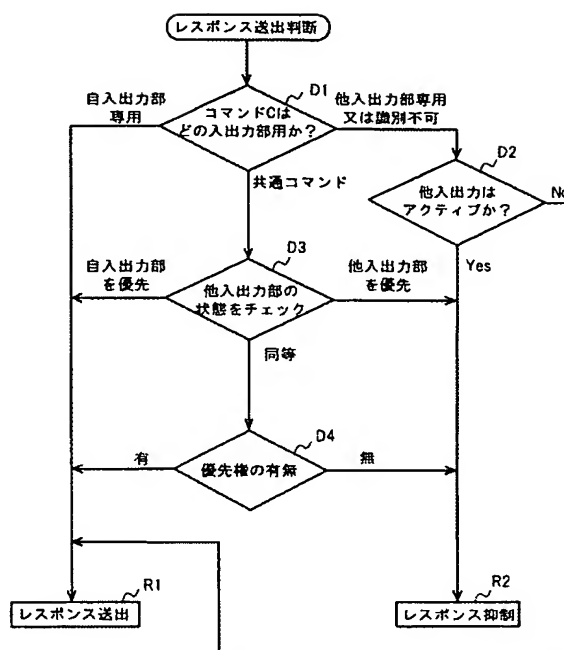 レスポンス送出判断
D1
自入出力部
専用
コマンドCは
どの入出力部用か？
他入出力部専用
又は識別不可
D2
共通コマンド
他入出力は
アクティブか？
No
D3
自入出力部
を優先
他入出力部の
状態をチェック
他入出力部
を優先
Yes
同等
D4
有
優先権の有無
無
R1
レスポンス送出
R2
レスポンス抑制